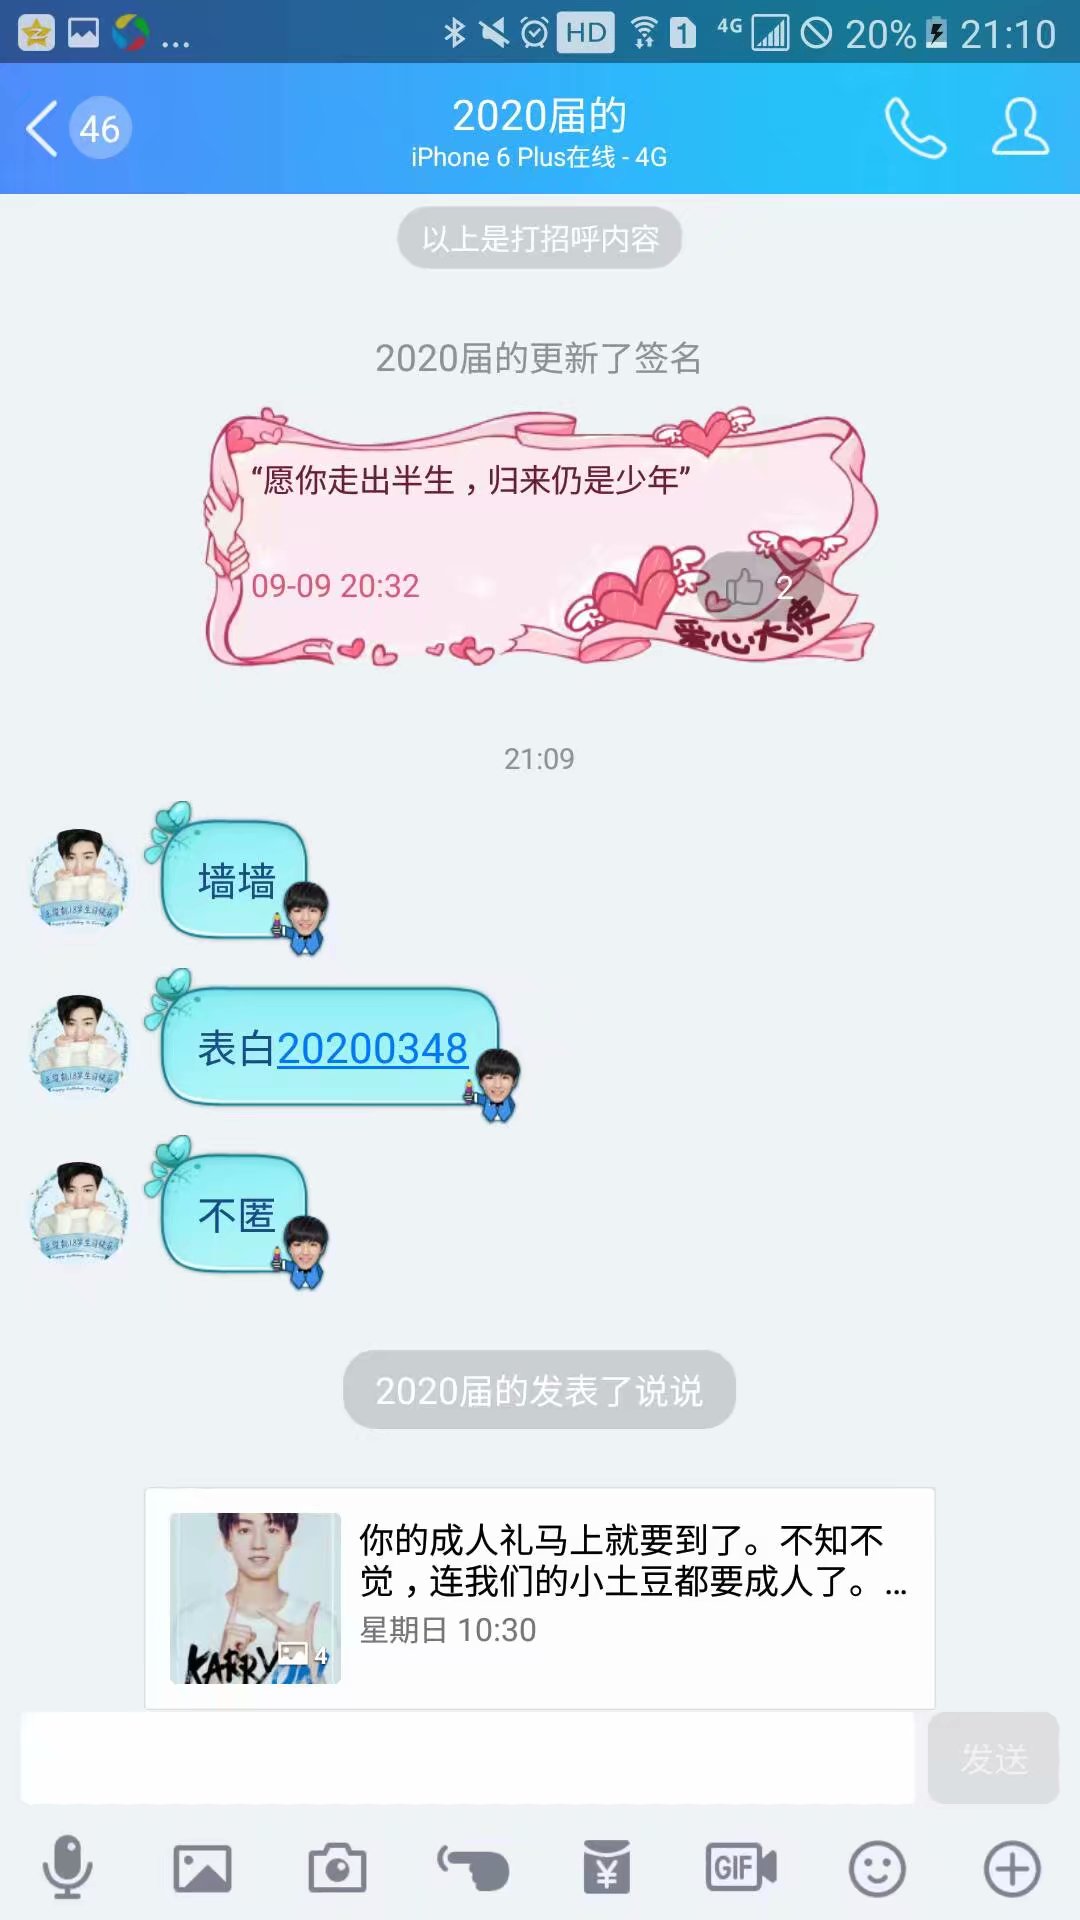 HD
1
4G
20%
21:10
46
2020届的
iPhone 6 Plus在线 - 4G
以上是打招呼内容
2020届的更新了签名
“愿你走出半生，归来仍是少年”
09-09 20:32
2
爱心大使
21:09
墙墙
表白20200348
不匿
2020届的发表了说说
你的成人礼马上就要到了。不知不
觉，连我们的小土豆都要成人了。...
星期日 10:30
KARRY
4
发送
GIF